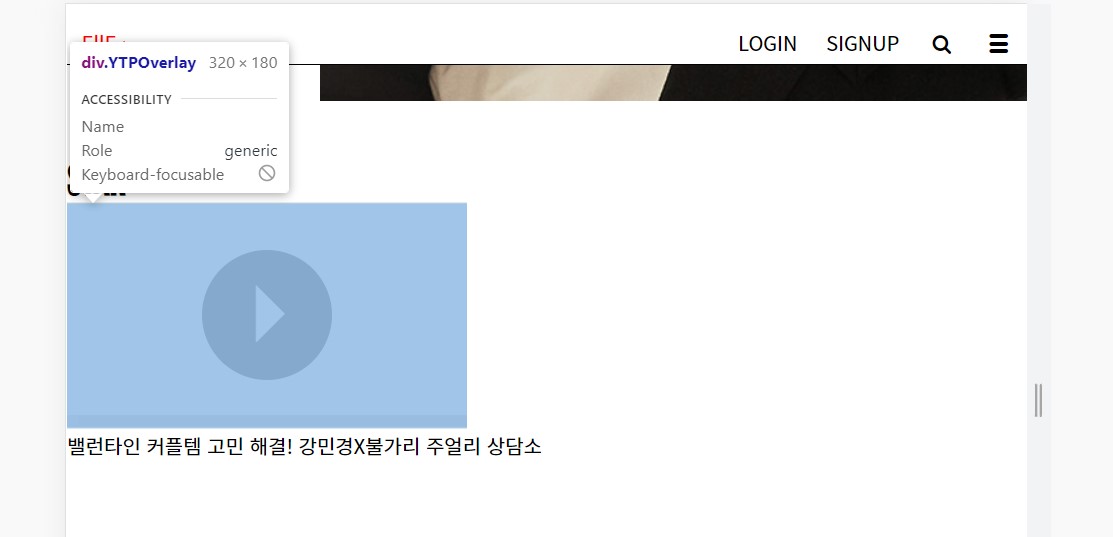 LOGIN SIGNUP
div.YTPOverlay 320 × 180
ACCESSIBILITY
Name
Role generic
Keyboard-focusable
밸런타인 커플템 고민 해결! 강민경X불가리 주얼리 상담소